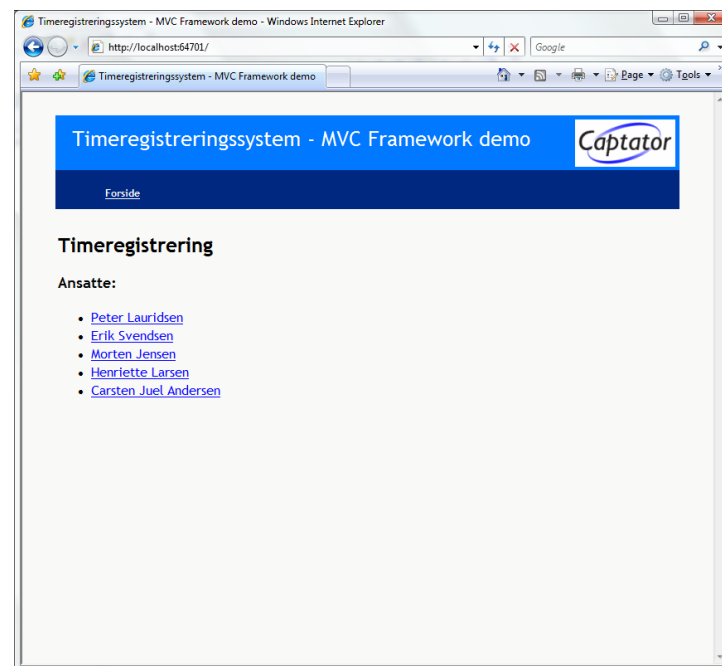 Timeregistreringssystem - MVC Framework demo - Windows Internet Explorer
http://localhost:64701/
Google
Timeregistreringssystem - MVC Framework demo
Page
Tools
Timeregistreringssystem - MVC Framework demo
Captator
Forside
Timeregistrering
Ansatte:
Peter Lauridsen
Erik Svendsen
Morten Jensen
Henriette Larsen
Carsten Juel Andersen